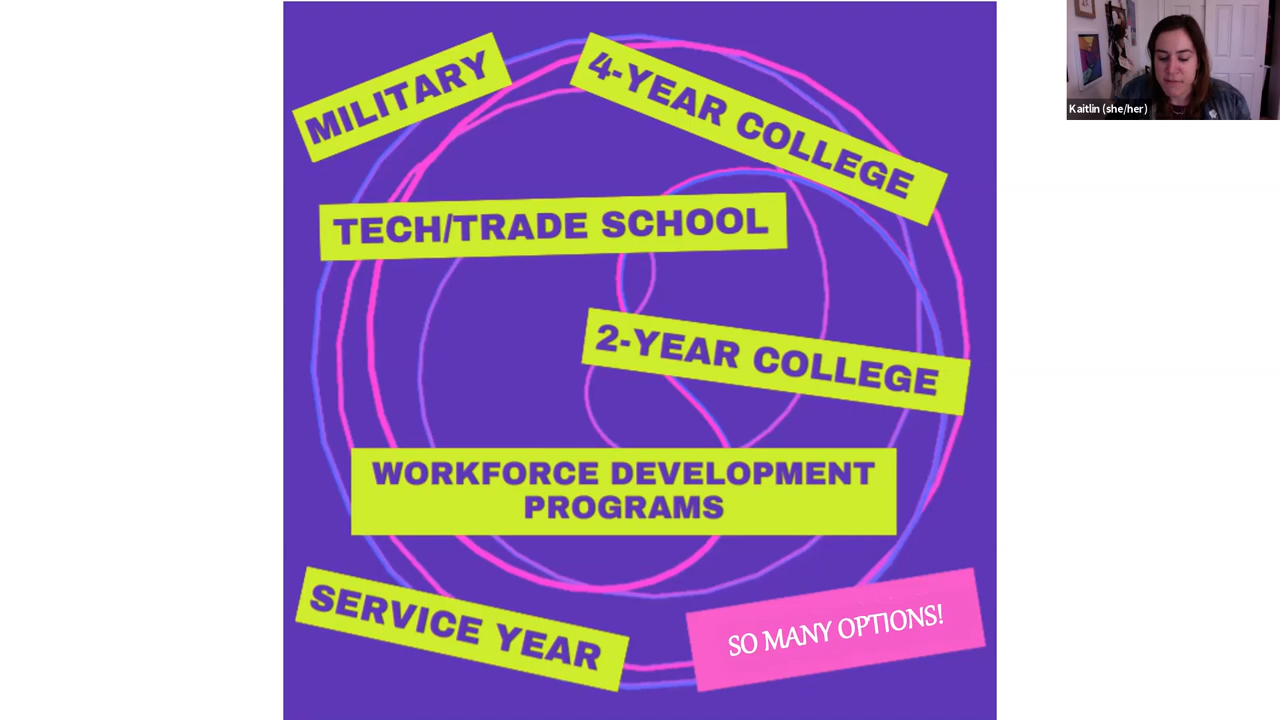 MILITARY
4-YEAR COLLEGE
TECH/TRADE SCHOOL
2-YEAR COLLEGE
WORKFORCE DEVELOPMENT
PROGRAMS
SERVICE YEAR
SO MANY OPTIONS!
Kaitlin (she/her)